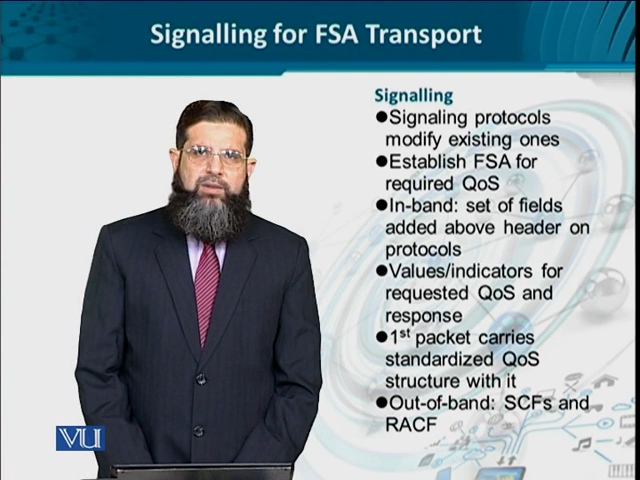 Signalling for FSA Transport
Signalling
●Signaling protocols
modify existing ones
●Establish FSA for
required QoS
●In-band: set of fields
added above header on
protocols
●Values/indicators for
requested QoS and
response
●1st packet carries
standardized QoS
structure with it
●Out-of-band: SCFs and
RACF
VU